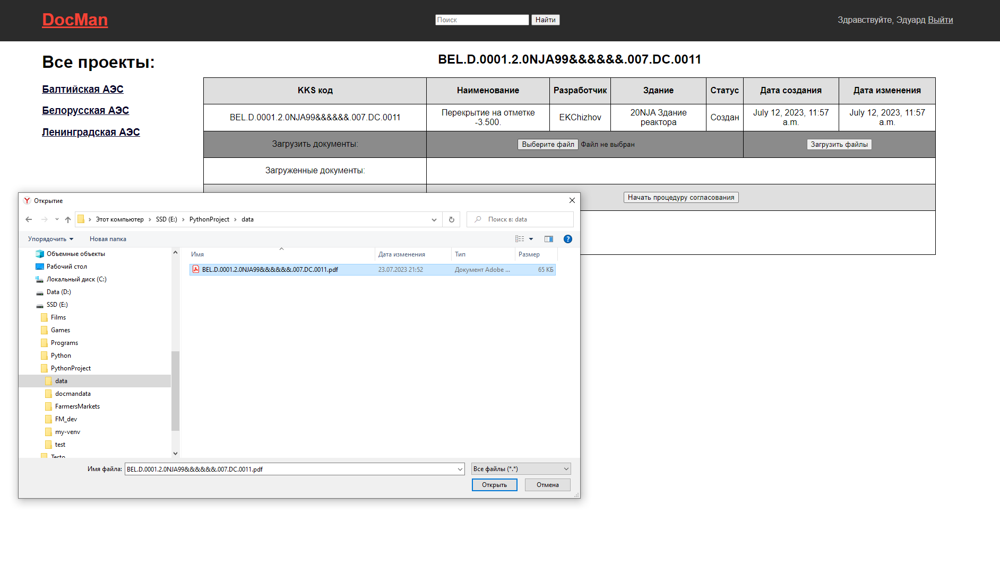 DocMan
Поиск
Найти
Здравствуйте, Эдуард Выйти
Все проекты:
Балтийская АЭС
Белорусская АЭС
Ленинградская АЭС
BEL.D.0001.2.0NJA99&&&&&&.007.DC.0011
KKS код Наименование Разработчик Здание Статус Дата создания Дата изменения
BEL.D.0001.2.0NJA99&&&&&&.007.DC.0011 Перекрытие на отметке -3.500. EKChizhov 20NJA Здание реактора Создан July 12, 2023, 11:57 a.m. July 12, 2023, 11:57 a.m.
Загрузить документы: Выберите файл Файл не выбран Загрузить файлы
Загруженные документы:
Начать процедуру согласования
Открытие
Этот компьютер › SSD (E:) › PythonProject › data
Поиск в: data
Упорядочить Новая папка
Объемные объекты
Рабочий стол
Локальный диск (C:)
Data (D:)
SSD (E:)
Films
Games
Programs
Python
PythonProject
data
docmandata
FarmersMarkets
FM_dev
my-venv
test
Testo
Имя Дата изменения Тип Размер
BEL.D.0001.2.0NJA99&&&&&&.007.DC.0011.pdf 23.07.2023 21:52 Документ Adobe ... 65 КБ
Имя файла: BEL.D.0001.2.0NJA99&&&&&&.007.DC.0011.pdf Все файлы (*.*)
Открыть Отмена